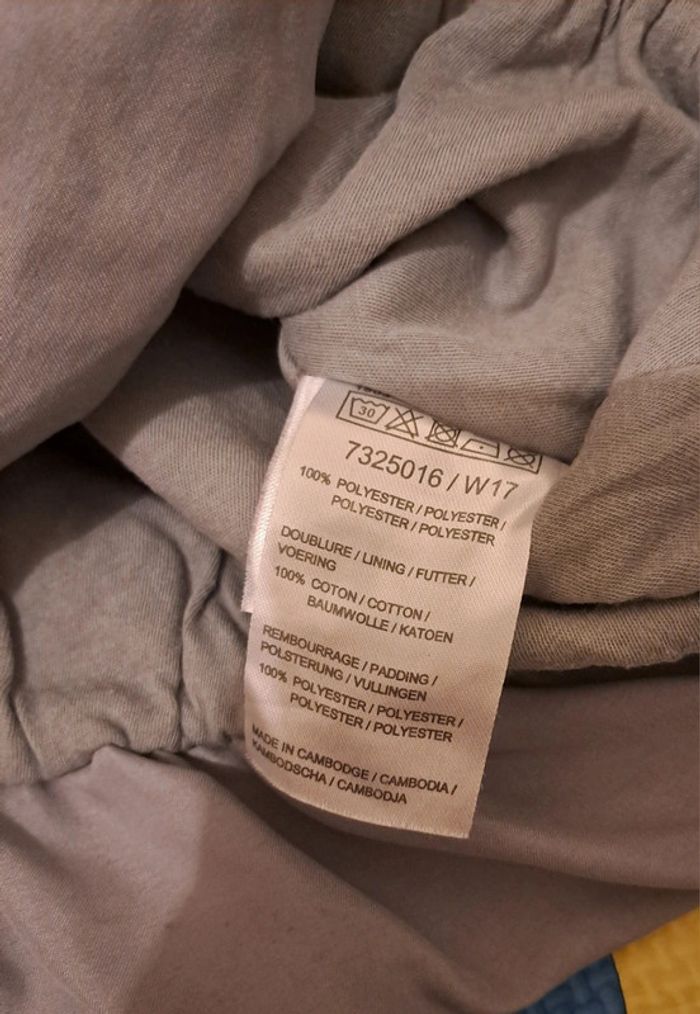 30
7325016 / W17
100% POLYESTER / POLYESTER /
POLYESTER / POLYESTER
DOUBLURE / LINING / FUTTER /
VOERING
100% COTON / COTTON /
BAUMWOLLE / KATOEN
REMBOURRAGE / PADDING /
POLSTERUNG / VULLINGEN
100% POLYESTER / POLYESTER /
POLYESTER / POLYESTER
MADE IN CAMBODGE / CAMBODIA /
KAMBODSCHA / CAMBODJA